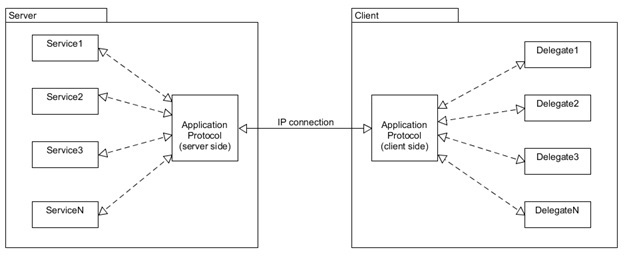 Server
Service1
Service2
Service3
ServiceN
Application
Protocol
(server side)
IP connection
Client
Application
Protocol
(client side)
Delegate1
Delegate2
Delegate3
DelegateN